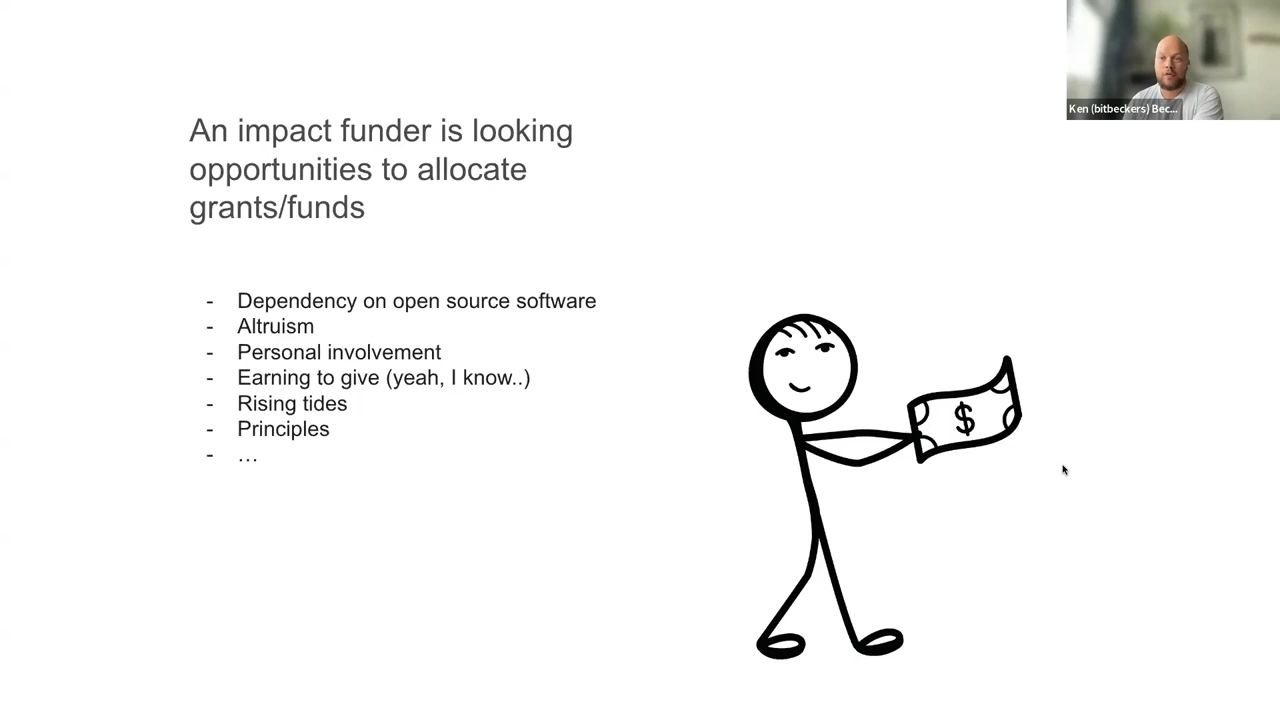 An impact funder is looking
opportunities to allocate
grants/funds
- Dependency on open source software
- Altruism
- Personal involvement
- Earning to give (yeah, I know..)
- Rising tides
- Principles
- …
$
Ken (bitbeckers) Bec...